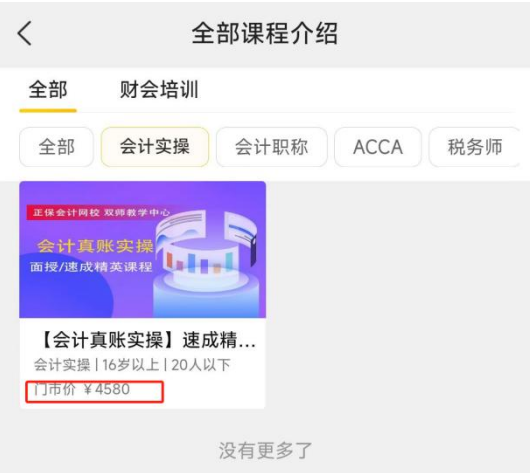 全部课程介绍
全部 财会培训
全部 会计实操 会计职称 ACCA 税务师
正保会计网校 双师教学中心
会计真账实操
面授/速成精英课程
【会计真账实操】速成精...
会计实操 | 16岁以上 | 20人以下
门市价 ¥4580
没有更多了